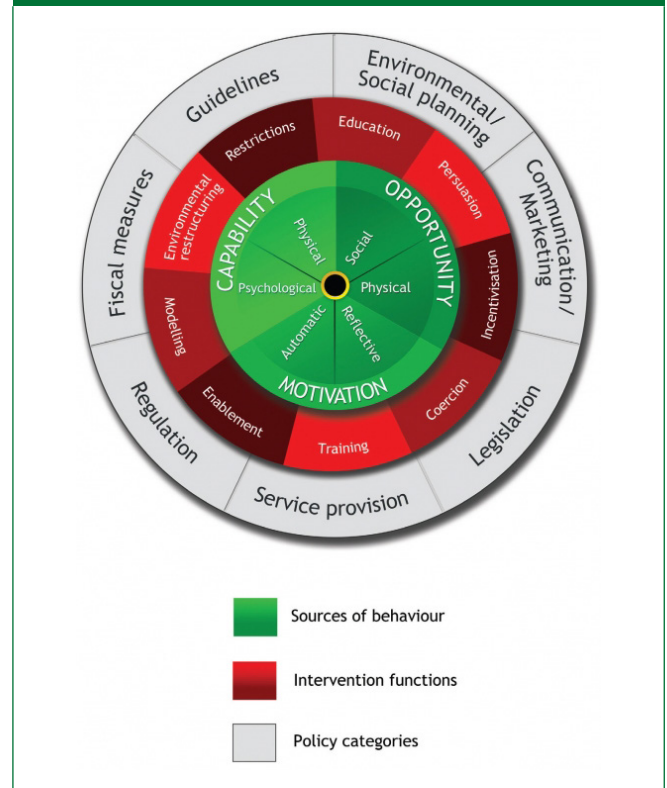 Environmental/
Social planning
Communication/
Marketing
Legislation
Service provision
Regulation
Fiscal measures
Guidelines
Education
Persuasion
Incentivisation
Coercion
Training
Enablement
Modelling
Environmental
restructuring
Restrictions
CAPABILITY
Physical
Psychological
OPPORTUNITY
Social
Physical
MOTIVATION
Automatic
Reflective
Sources of behaviour
Intervention functions
Policy categories